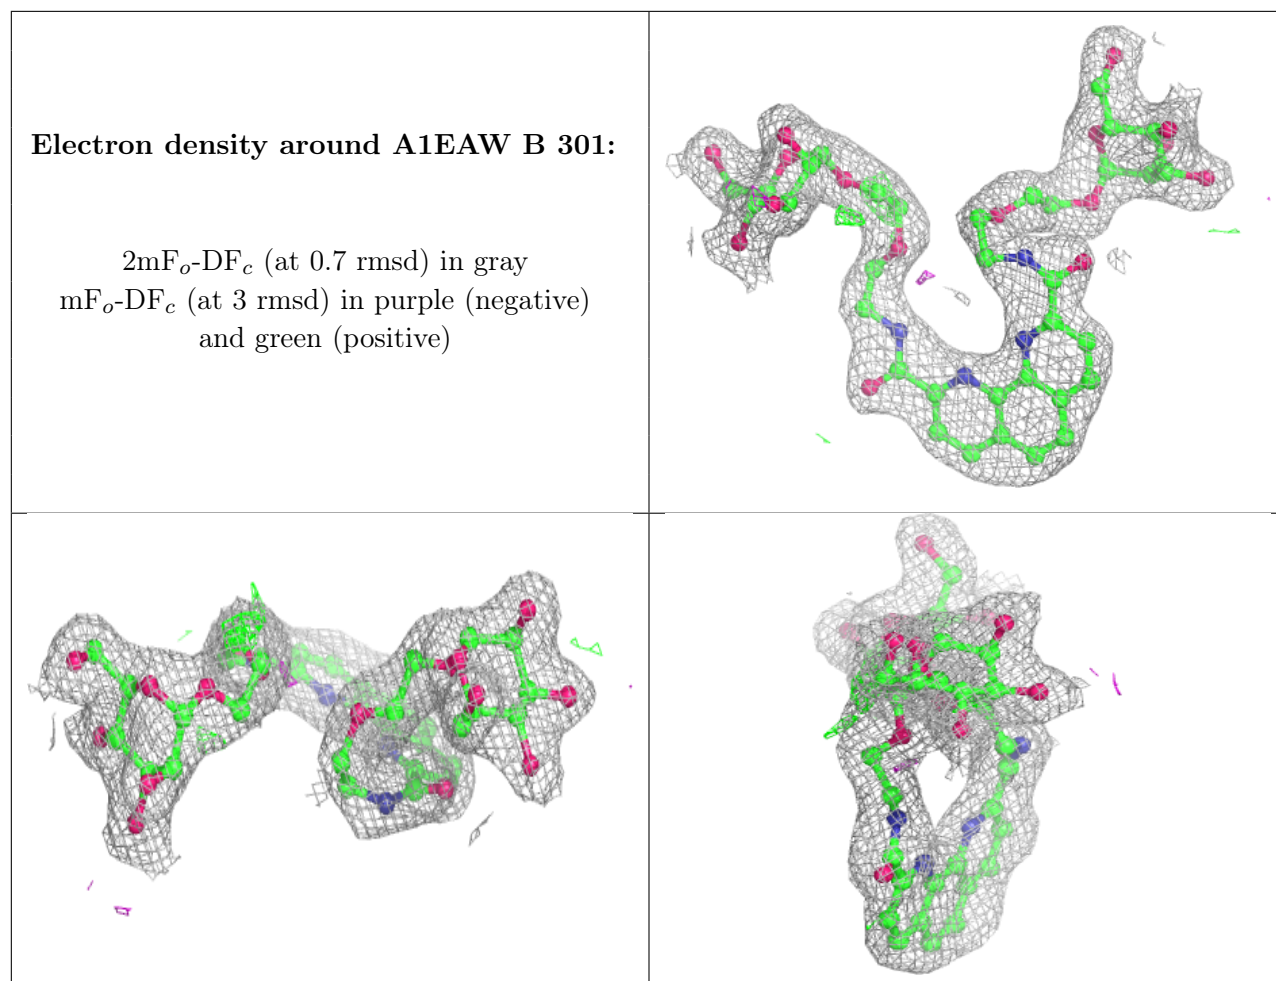 Electron density around A1EAW B 301:
2mFo-DFc (at 0.7 rmsd) in gray
mFo-DFc (at 3 rmsd) in purple (negative)
and green (positive)